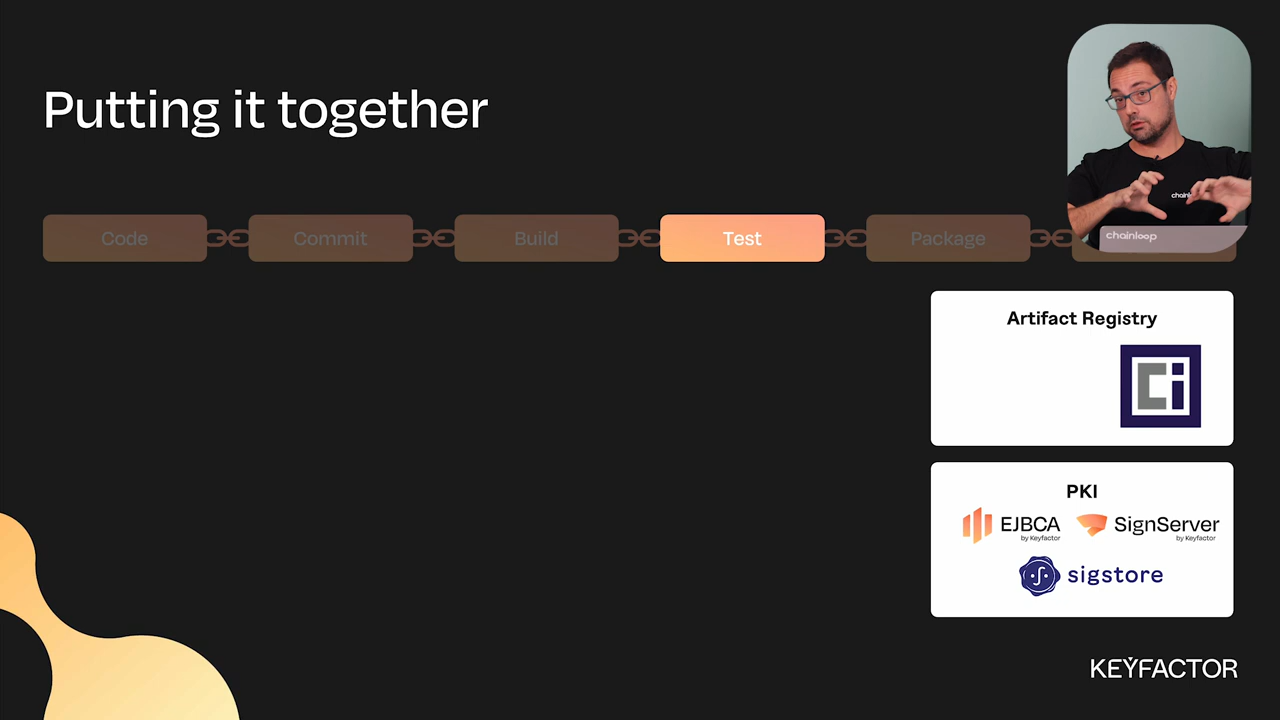 Putting it together
Code
Commit
Build
Test
Package
chainloop
Artifact Registry
Ci
PKI
EJBCA
by Keyfactor
SignServer
by Keyfactor
sigstore
KEYFACTOR